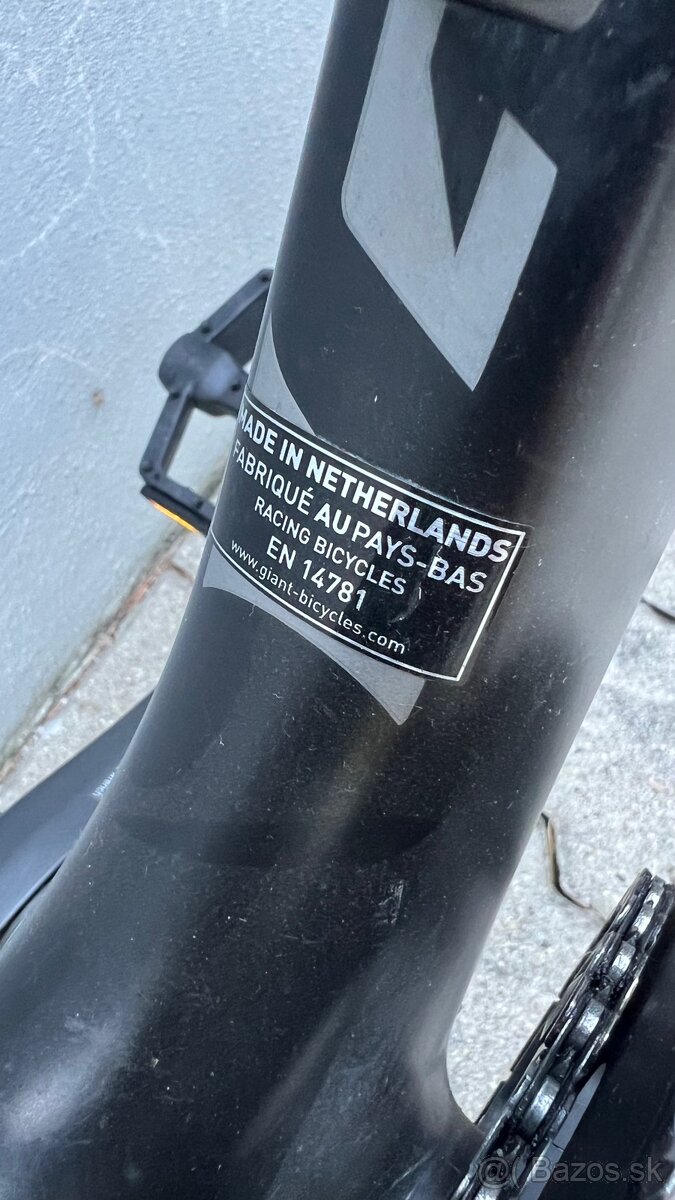 MADE IN NETHERLANDS
FABRIQUÉ AU PAYS-BAS
RACING BICYCLES
EN 14781
www.giant-bicycles.com
Bazos.sk